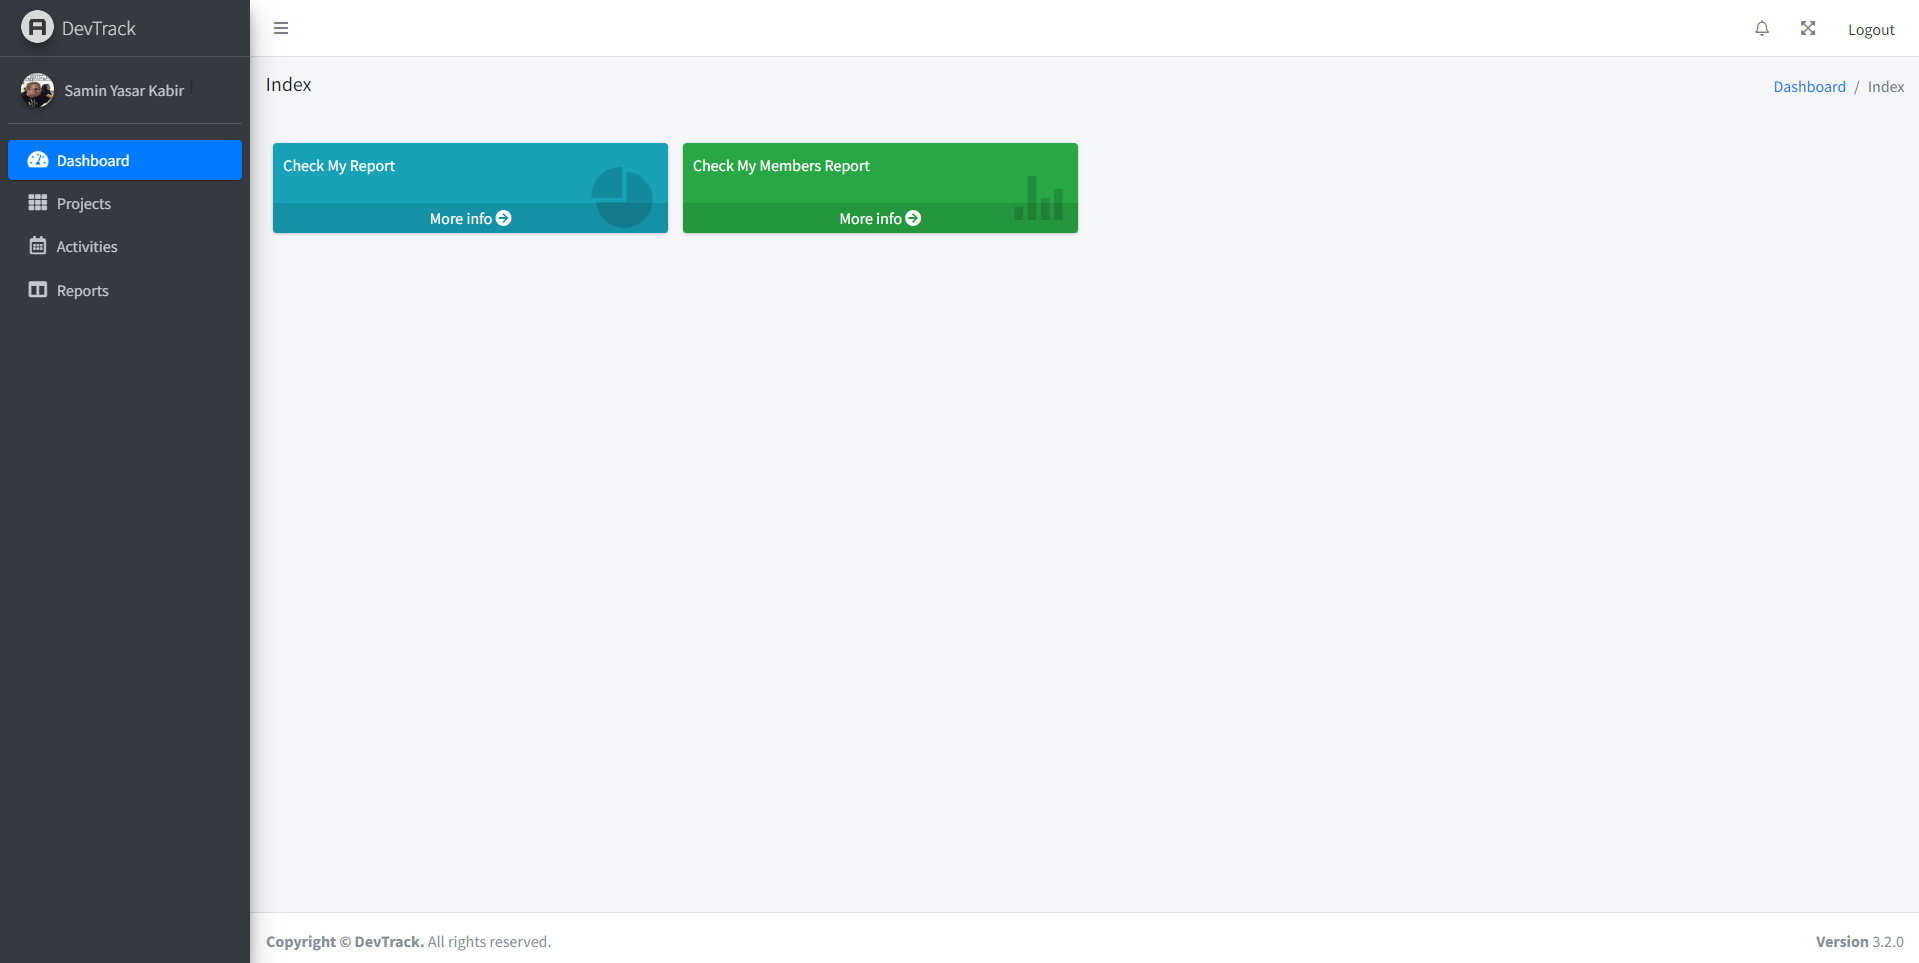 DevTrack
Logout
Samin Yasar Kabir
Index
Dashboard / Index
Dashboard
Projects
Activities
Reports
Check My Report
More info
Check My Members Report
More info
Copyright © DevTrack. All rights reserved.
Version 3.2.0